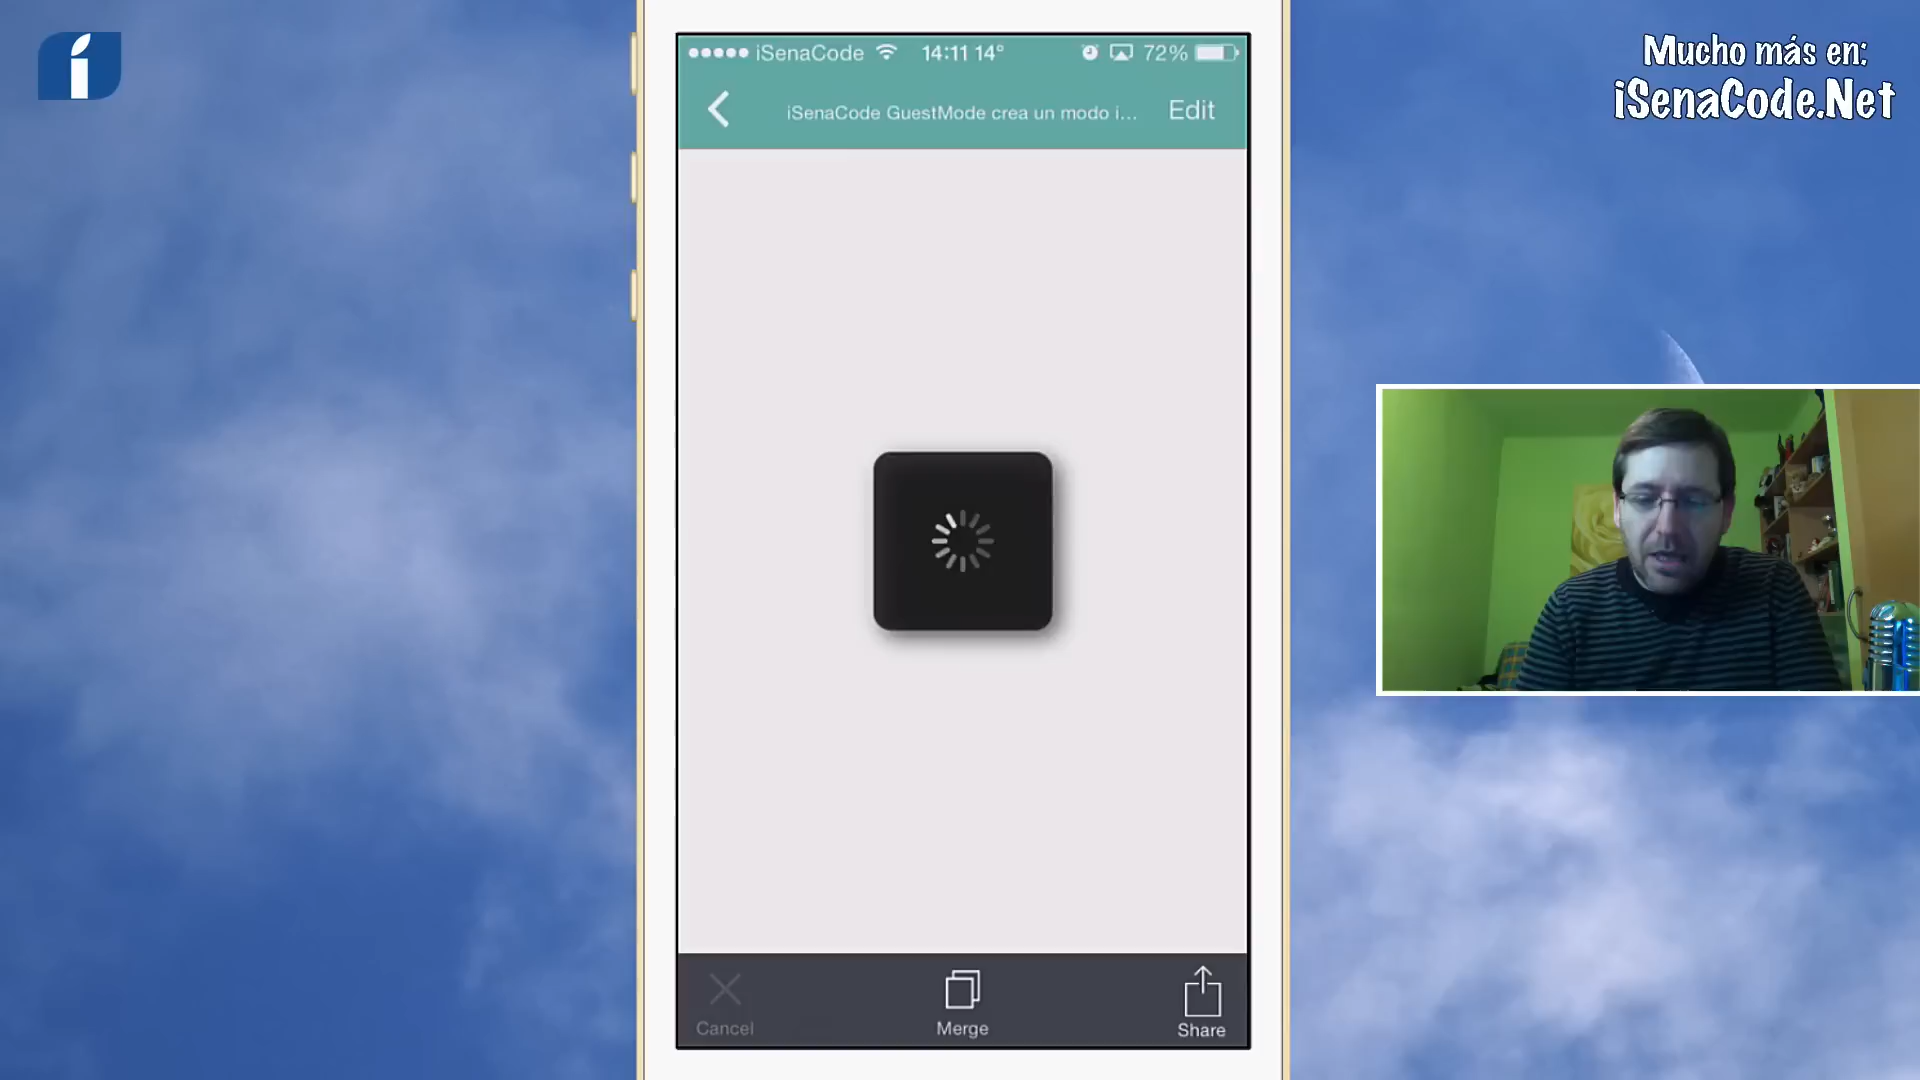 Mucho más en:
iSenaCode.Net
iSenaCode 14:11 14° 72%
iSenaCode GuestMode crea un modo i... Edit
Cancel Merge Share